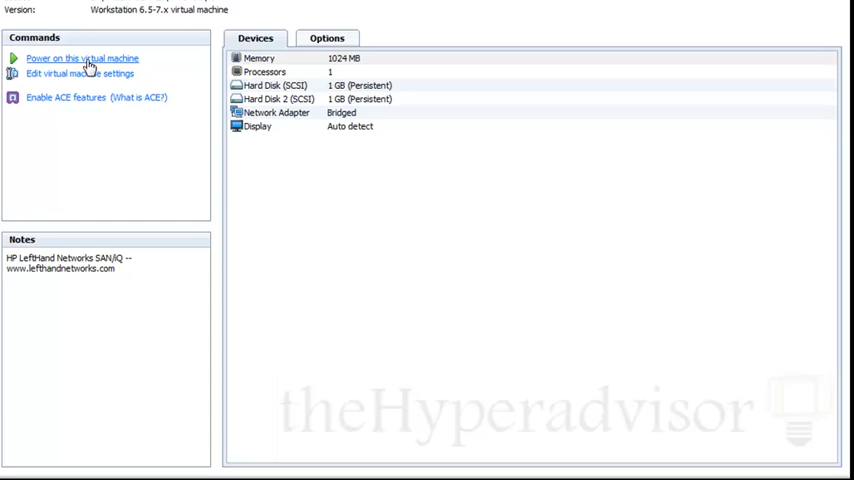 Version: Workstation 6.5-7.x virtual machine
Commands
Power on this virtual machine
Edit virtual machine settings
Enable ACE features (What is ACE?)
Devices Options
Memory 1024 MB
Processors 1
Hard Disk (SCSI) 1 GB (Persistent)
Hard Disk 2 (SCSI) 1 GB (Persistent)
Network Adapter Bridged
Display Auto detect
Notes
HP LeftHand Networks SAN/iQ --
www.lefthandnetworks.com
theHyperadvisor